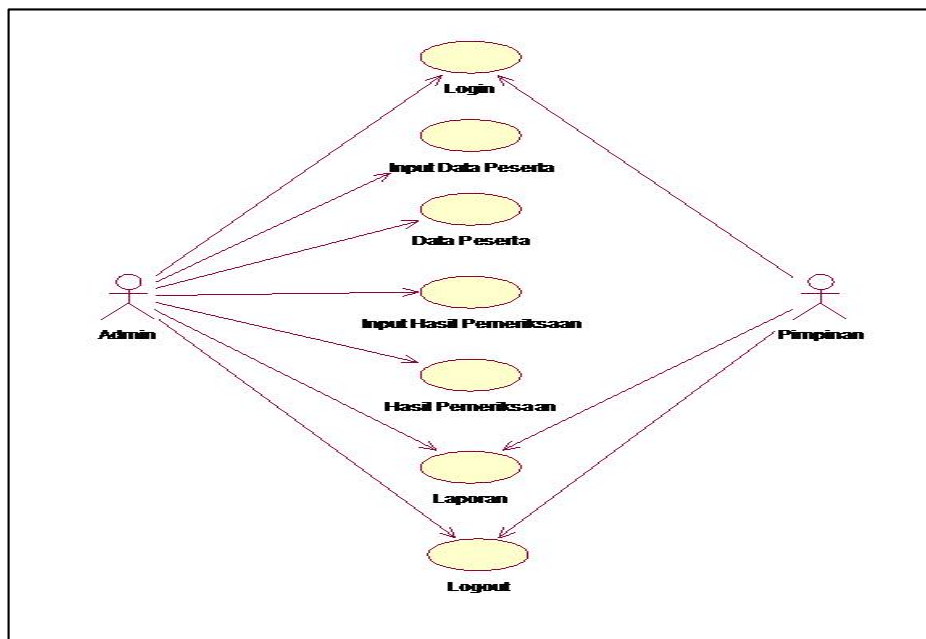 Login
Input Data Peserta
Data Peserta
Input Hasil Pemeriksaan
Admin
Pimpinan
Hasil Pemeriksaan
Laporan
Logout